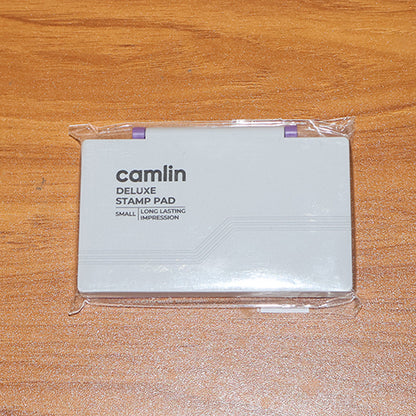 camlin
DELUXE
STAMP PAD
SMALL | LONG LASTING
IMPRESSION